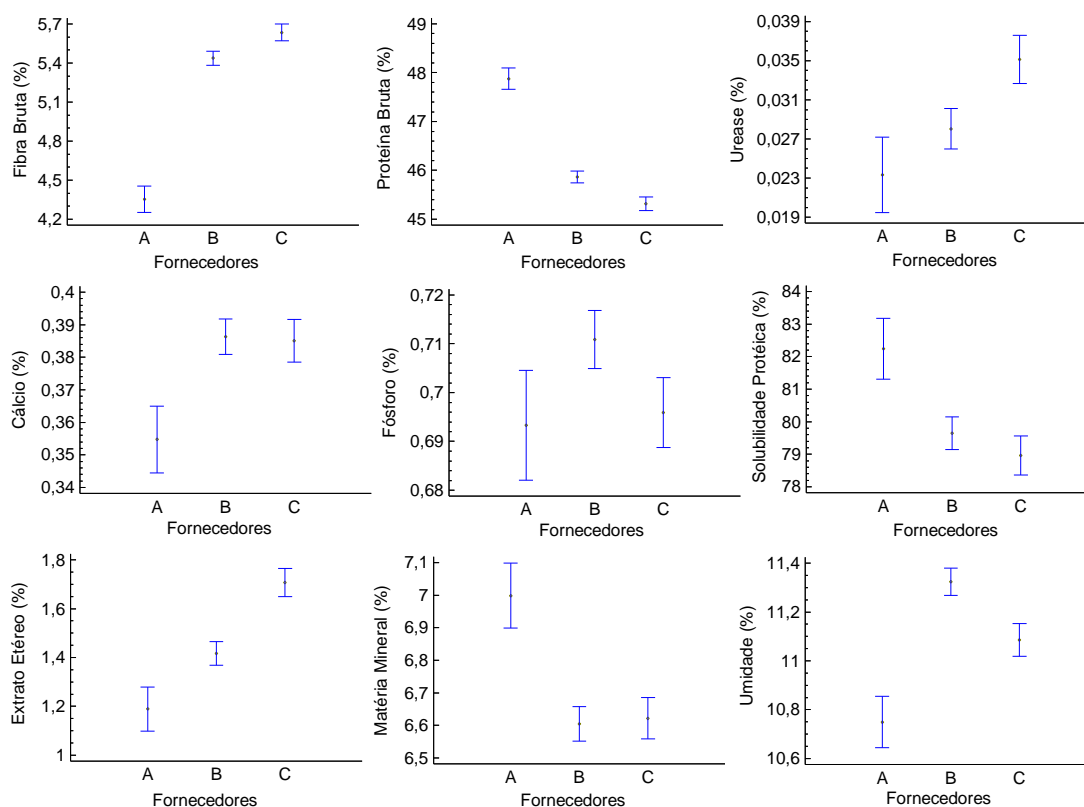 Fibra Bruta (%)
5,7
5,4
5,1
4,8
4,5
4,2
A B C
Fornecedores
Proteína Bruta (%)
49
48
47
46
45
A B C
Fornecedores
Urease (%)
0,039
0,035
0,031
0,027
0,023
0,019
A B C
Fornecedores
Cálcio (%)
0,4
0,39
0,38
0,37
0,36
0,35
0,34
A B C
Fornecedores
Fósforo (%)
0,72
0,71
0,7
0,69
0,68
A B C
Fornecedores
Solubilidade Protéica (%)
84
83
82
81
80
79
78
A B C
Fornecedores
Extrato Etéreo (%)
1,8
1,6
1,4
1,2
1
A B C
Fornecedores
Matéria Mineral (%)
7,1
7
6,9
6,8
6,7
6,6
6,5
A B C
Fornecedores
Umidade (%)
11,4
11,2
11
10,8
10,6
A B C
Fornecedores